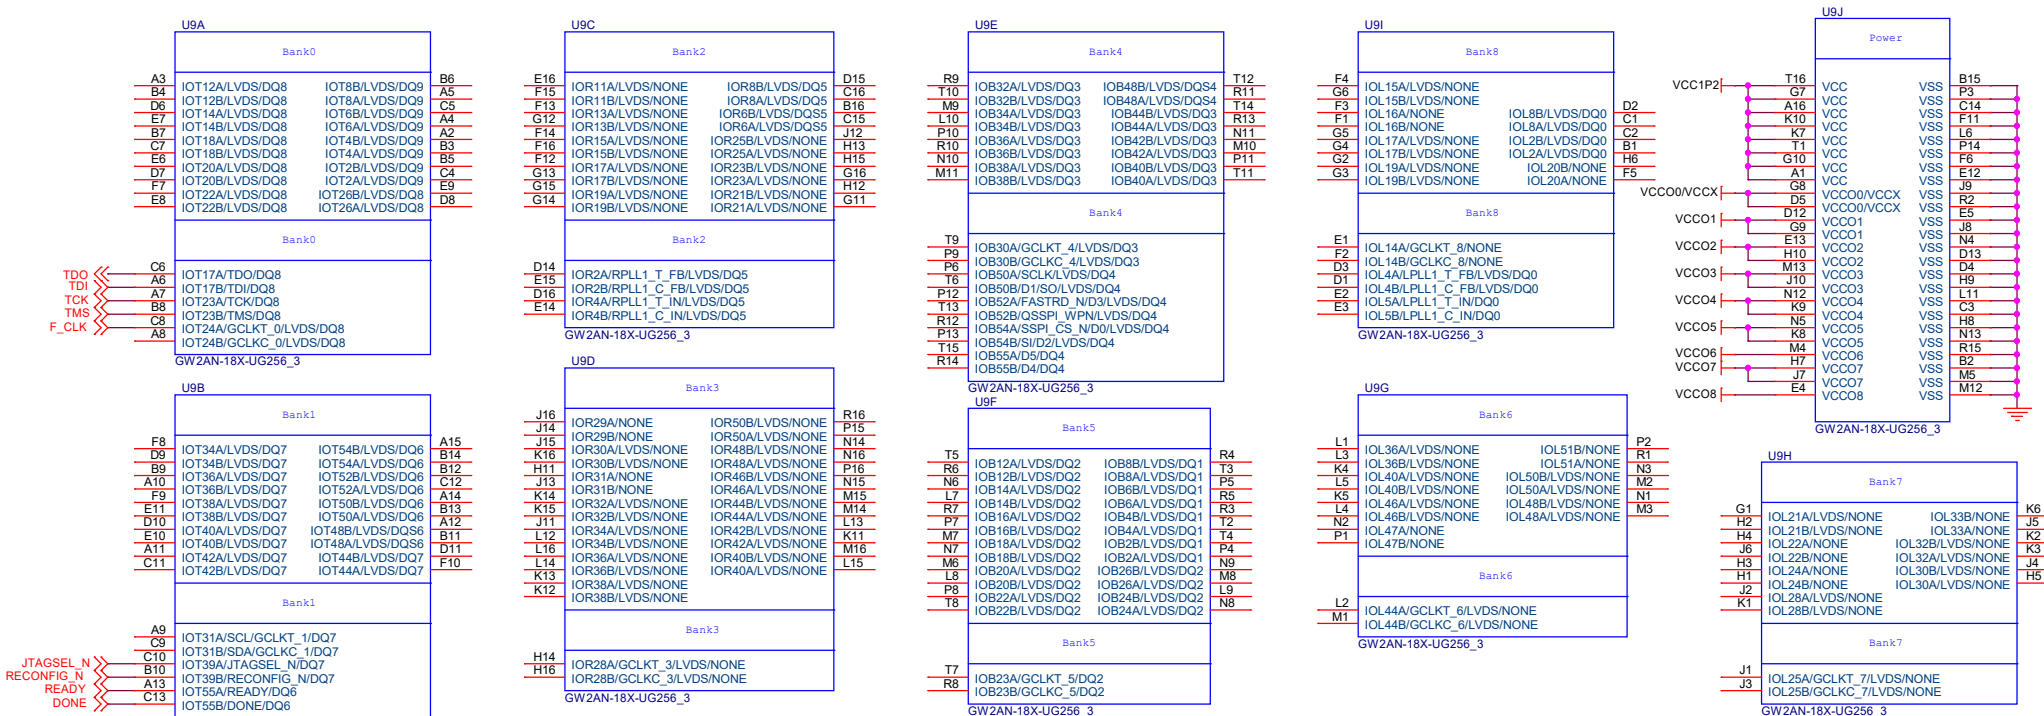 U9A
Bank0
A3 IOT12A/LVDS/DQ8 IOT8B/LVDS/DQ9 B6
B4 IOT12B/LVDS/DQ8 IOT8A/LVDS/DQ9 A5
D6 IOT14A/LVDS/DQ8 IOT6B/LVDS/DQ9 C5
E7 IOT14B/LVDS/DQ8 IOT6A/LVDS/DQ9 A4
B7 IOT18A/LVDS/DQ8 IOT4B/LVDS/DQ9 A2
C7 IOT18B/LVDS/DQ8 IOT4A/LVDS/DQ9 B3
E6 IOT20A/LVDS/DQ8 IOT2B/LVDS/DQ9 B5
D7 IOT20B/LVDS/DQ8 IOT2A/LVDS/DQ9 C4
F7 IOT22A/LVDS/DQ8 IOT26B/LVDS/DQ8 E9
E8 IOT22B/LVDS/DQ8 IOT26A/LVDS/DQ8 D8
Bank0
TDO C6 IOT17A/TDO/DQ8
TDI A6 IOT17B/TDI/DQ8
TCK A7 IOT23A/TCK/DQ8
TMS B8 IOT23B/TMS/DQ8
F_CLK C8 IOT24A/GCLKT_0/LVDS/DQ8
A8 IOT24B/GCLKC_0/LVDS/DQ8
GW2AN-18X-UG256_3
U9B
Bank1
F8 IOT34A/LVDS/DQ7 IOT54B/LVDS/DQ6 A15
D9 IOT34B/LVDS/DQ7 IOT54A/LVDS/DQ6 B14
B9 IOT36A/LVDS/DQ7 IOT52B/LVDS/DQ6 B12
A10 IOT36B/LVDS/DQ7 IOT52A/LVDS/DQ6 C12
F9 IOT38A/LVDS/DQ7 IOT50B/LVDS/DQ6 A14
E11 IOT38B/LVDS/DQ7 IOT50A/LVDS/DQ6 B13
D10 IOT40A/LVDS/DQ7 IOT48B/LVDS/DQS6 A12
E10 IOT40B/LVDS/DQ7 IOT48A/LVDS/DQS6 B11
A11 IOT42A/LVDS/DQ7 IOT44B/LVDS/DQ7 D11
C11 IOT42B/LVDS/DQ7 IOT44A/LVDS/DQ7 F10
Bank1
A9 IOT31A/SCL/GCLKT_1/DQ7
C9 IOT31B/SDA/GCLKC_1/DQ7
JTAGSEL_N C10 IOT39A/JTAGSEL_N/DQ7
RECONFIG_N B10 IOT39B/RECONFIG_N/DQ7
READY A13 IOT55A/READY/DQ6
DONE C13 IOT55B/DONE/DQ6
U9C
Bank2
E16 IOR11A/LVDS/NONE IOR8B/LVDS/DQ5 D15
F15 IOR11B/LVDS/NONE IOR8A/LVDS/DQ5 C16
F13 IOR13A/LVDS/NONE IOR6B/LVDS/DQS5 B16
G12 IOR13B/LVDS/NONE IOR6A/LVDS/DQS5 C15
F14 IOR15A/LVDS/NONE IOR25B/LVDS/NONE J12
F16 IOR15B/LVDS/NONE IOR25A/LVDS/NONE H13
F12 IOR17A/LVDS/NONE IOR23B/LVDS/NONE H15
G13 IOR17B/LVDS/NONE IOR23A/LVDS/NONE G16
G15 IOR19A/LVDS/NONE IOR21B/LVDS/NONE H12
G14 IOR19B/LVDS/NONE IOR21A/LVDS/NONE G11
Bank2
D14 IOR2A/RPLL1_T_FB/LVDS/DQ5
E15 IOR2B/RPLL1_C_FB/LVDS/DQ5
D16 IOR4A/RPLL1_T_IN/LVDS/DQ5
E14 IOR4B/RPLL1_C_IN/LVDS/DQ5
GW2AN-18X-UG256_3
U9D
Bank3
J16 IOR29A/NONE IOR50B/LVDS/NONE R16
J14 IOR29B/NONE IOR50A/LVDS/NONE P15
J15 IOR30A/LVDS/NONE IOR48B/LVDS/NONE N14
K16 IOR30B/LVDS/NONE IOR48A/LVDS/NONE N16
H11 IOR31A/NONE IOR46B/LVDS/NONE P16
J13 IOR31B/NONE IOR46A/LVDS/NONE N15
K14 IOR32A/LVDS/NONE IOR44B/LVDS/NONE M15
K15 IOR32B/LVDS/NONE IOR44A/LVDS/NONE M14
J11 IOR34A/LVDS/NONE IOR42B/LVDS/NONE L13
L12 IOR34B/LVDS/NONE IOR42A/LVDS/NONE K11
L16 IOR36A/LVDS/NONE IOR40B/LVDS/NONE M16
L14 IOR36B/LVDS/NONE IOR40A/LVDS/NONE L15
K13 IOR38A/LVDS/NONE
K12 IOR38B/LVDS/NONE
Bank3
H14 IOR28A/GCLKT_3/LVDS/NONE
H16 IOR28B/GCLKC_3/LVDS/NONE
GW2AN-18X-UG256_3
U9E
Bank4
R9 IOB32A/LVDS/DQ3 IOB48B/LVDS/DQS4 T12
T10 IOB32B/LVDS/DQ3 IOB48A/LVDS/DQS4 R11
M9 IOB34A/LVDS/DQ3 IOB44B/LVDS/DQ3 T14
L10 IOB34B/LVDS/DQ3 IOB44A/LVDS/DQ3 R13
P10 IOB36A/LVDS/DQ3 IOB42B/LVDS/DQ3 N11
R10 IOB36B/LVDS/DQ3 IOB42A/LVDS/DQ3 M10
N10 IOB38A/LVDS/DQ3 IOB40B/LVDS/DQ3 P11
M11 IOB38B/LVDS/DQ3 IOB40A/LVDS/DQ3 T11
Bank4
T9 IOB30A/GCLKT_4/LVDS/DQ3
P9 IOB30B/GCLKC_4/LVDS/DQ3
P6 IOB50A/SCLK/LVDS/DQ4
T6 IOB50B/D1/SO/LVDS/DQ4
P12 IOB52A/FASTRD_N/D3/LVDS/DQ4
T13 IOB52B/QSSPI_WPN/LVDS/DQ4
R12 IOB54A/SSPI_CS_N/D0/LVDS/DQ4
P13 IOB54B/SI/D2/LVDS/DQ4
T15 IOB55A/D5/DQ4
R14 IOB55B/D4/DQ4
GW2AN-18X-UG256_3
U9F
Bank5
T5 IOB12A/LVDS/DQ2 IOB8B/LVDS/DQ1 R4
R6 IOB12B/LVDS/DQ2 IOB8A/LVDS/DQ1 T3
N6 IOB14A/LVDS/DQ2 IOB6B/LVDS/DQ1 P5
L7 IOB14B/LVDS/DQ2 IOB6A/LVDS/DQ1 R5
R7 IOB16A/LVDS/DQ2 IOB4B/LVDS/DQ1 R3
P7 IOB16B/LVDS/DQ2 IOB4A/LVDS/DQ1 T2
M7 IOB18A/LVDS/DQ2 IOB2B/LVDS/DQ1 T4
N7 IOB18B/LVDS/DQ2 IOB2A/LVDS/DQ1 P4
M6 IOB20A/LVDS/DQ2 IOB26B/LVDS/DQ2 N9
L8 IOB20B/LVDS/DQ2 IOB26A/LVDS/DQ2 M8
P8 IOB22A/LVDS/DQ2 IOB24B/LVDS/DQ2 L9
T8 IOB22B/LVDS/DQ2 IOB24A/LVDS/DQ2 N8
Bank5
T7 IOB23A/GCLKT_5/DQ2
R8 IOB23B/GCLKC_5/DQ2
GW2AN-18X-UG256_3
U9I
Bank8
F4 IOL15A/LVDS/NONE
G6 IOL15B/LVDS/NONE
F3 IOL16A/NONE IOL8B/LVDS/DQ0 D2
F1 IOL16B/NONE IOL8A/LVDS/DQ0 C1
G5 IOL17A/LVDS/NONE IOL2B/LVDS/DQ0 C2
G4 IOL17B/LVDS/NONE IOL2A/LVDS/DQ0 B1
G2 IOL19A/LVDS/NONE IOL20B/NONE H6
G3 IOL19B/LVDS/NONE IOL20A/NONE F5
Bank8
E1 IOL14A/GCLKT_8/NONE
F2 IOL14B/GCLKC_8/NONE
D3 IOL4A/LPLL1_T_FB/LVDS/DQ0
D1 IOL4B/LPLL1_C_FB/LVDS/DQ0
E2 IOL5A/LPLL1_T_IN/DQ0
E3 IOL5B/LPLL1_C_IN/DQ0
GW2AN-18X-UG256_3
U9G
Bank6
L1 IOL36A/LVDS/NONE IOL51B/NONE P2
L3 IOL36B/LVDS/NONE IOL51A/NONE R1
K4 IOL40A/LVDS/NONE IOL50B/LVDS/NONE N3
L5 IOL40B/LVDS/NONE IOL50A/LVDS/NONE M2
K5 IOL46A/LVDS/NONE IOL48B/LVDS/NONE N1
L4 IOL46B/LVDS/NONE IOL48A/LVDS/NONE M3
N2 IOL47A/NONE
P1 IOL47B/NONE
Bank6
L2 IOL44A/GCLKT_6/LVDS/NONE
M1 IOL44B/GCLKC_6/LVDS/NONE
GW2AN-18X-UG256_3
U9J
Power
VCC1P2 T16 VCC VSS B15
G7 VCC VSS P3
A16 VCC VSS C14
K10 VCC VSS F11
K7 VCC VSS L6
T1 VCC VSS P14
G10 VCC VSS F6
A1 VCC VSS E12
VCCO0/VCCX G8 VCCO0/VCCX VSS J9
D5 VCCO0/VCCX VSS R2
VCCO1 D12 VCCO1 VSS E5
G9 VCCO1 VSS J8
VCCO2 E13 VCCO2 VSS N4
H10 VCCO2 VSS D13
VCCO3 M13 VCCO3 VSS D4
J10 VCCO3 VSS H9
VCCO4 N12 VCCO4 VSS L11
K9 VCCO4 VSS C3
VCCO5 N5 VCCO5 VSS H8
K8 VCCO5 VSS N13
VCCO6 M4 VCCO6 VSS R15
VCCO7 H7 VCCO7 VSS B2
J7 VCCO7 VSS M5
VCCO8 E4 VCCO8 VSS M12
GW2AN-18X-UG256_3
U9H
Bank7
G1 IOL21A/LVDS/NONE IOL33B/NONE K6
H2 IOL21B/LVDS/NONE IOL33A/NONE J5
H4 IOL22A/NONE IOL32B/LVDS/NONE K2
J6 IOL22B/NONE IOL32A/LVDS/NONE K3
H3 IOL24A/NONE IOL30B/LVDS/NONE J4
H1 IOL24B/NONE IOL30A/LVDS/NONE H5
J2 IOL28A/LVDS/NONE
K1 IOL28B/LVDS/NONE
Bank7
J1 IOL25A/GCLKT_7/LVDS/NONE
J3 IOL25B/GCLKC_7/LVDS/NONE
GW2AN-18X-UG256_3